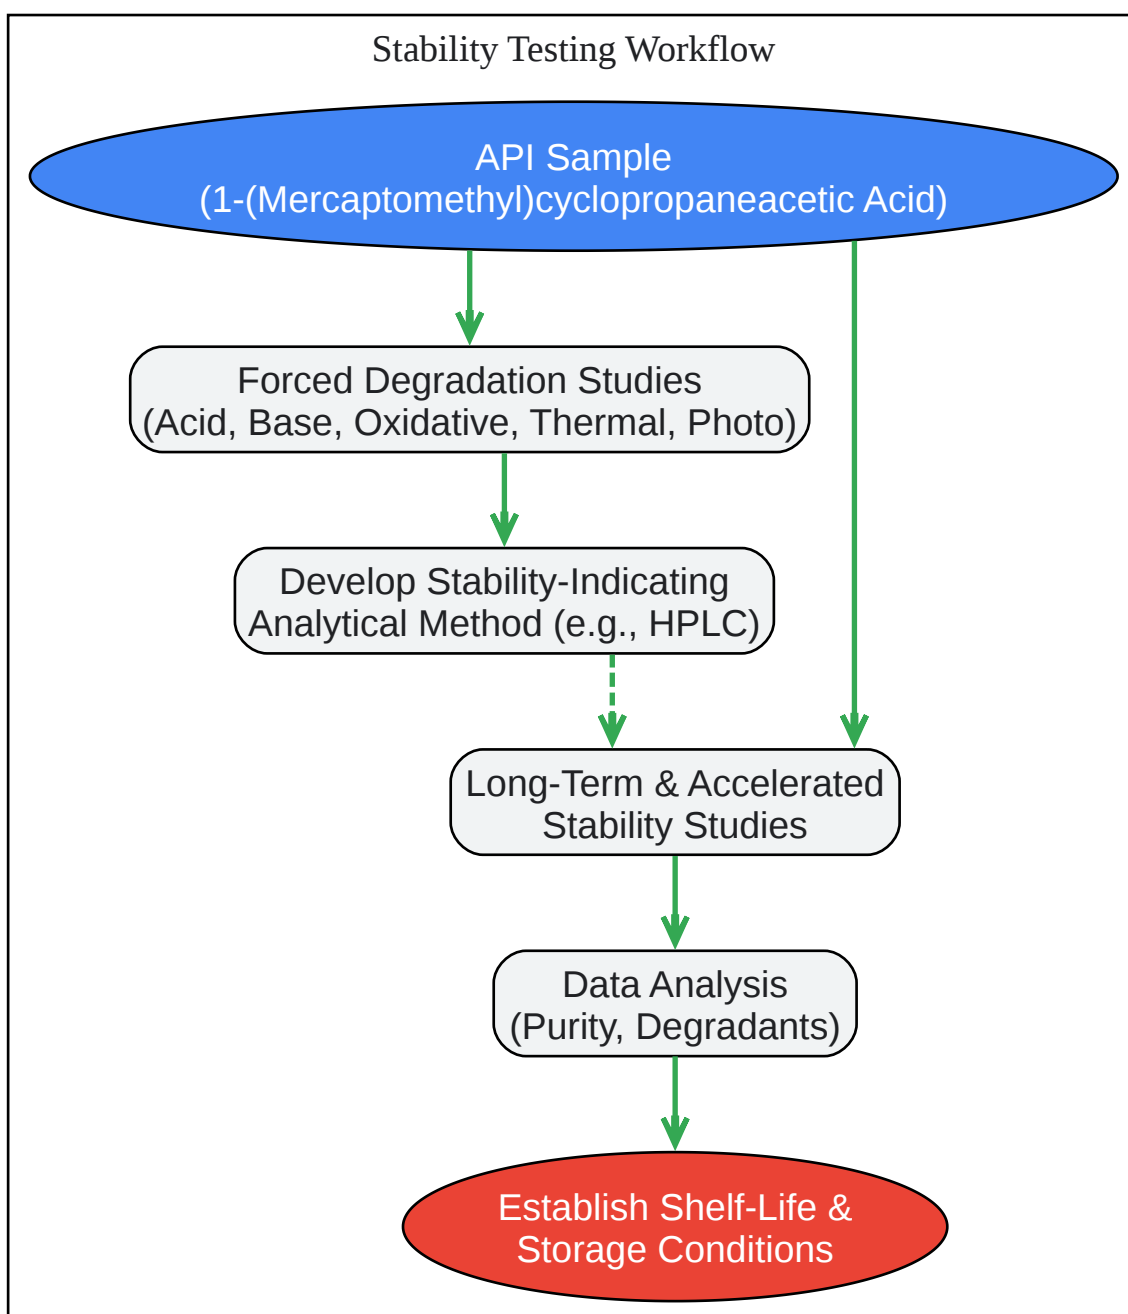 Stability Testing Workflow
API Sample
(1-(Mercaptomethyl)cyclopropaneacetic Acid)
Forced Degradation Studies
(Acid, Base, Oxidative, Thermal, Photo)
Develop Stability-Indicating
Analytical Method (e.g., HPLC)
Long-Term & Accelerated
Stability Studies
Data Analysis
(Purity, Degradants)
Establish Shelf-Life &
Storage Conditions